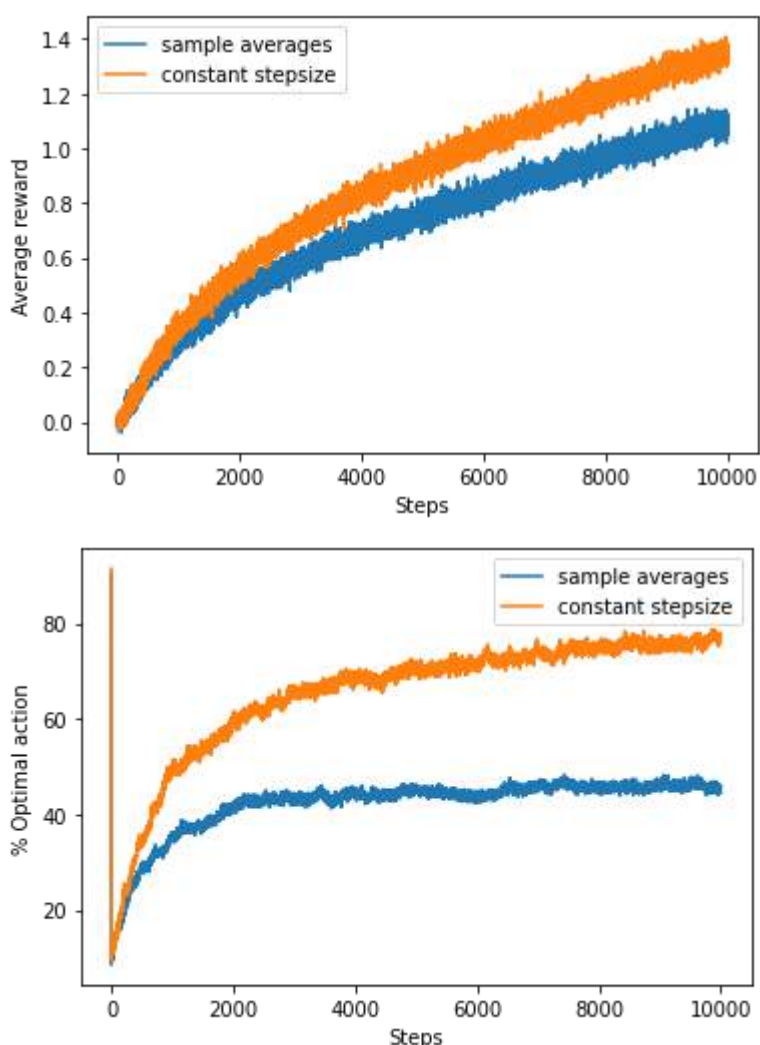 1.4
1.2
1.0
0.8
0.6
0.4
0.2
0.0
Average reward
sample averages
constant stepsize
0 2000 4000 6000 8000 10000
Steps
80
60
40
20
% Optimal action
sample averages
constant stepsize
0 2000 4000 6000 8000 10000
Steps